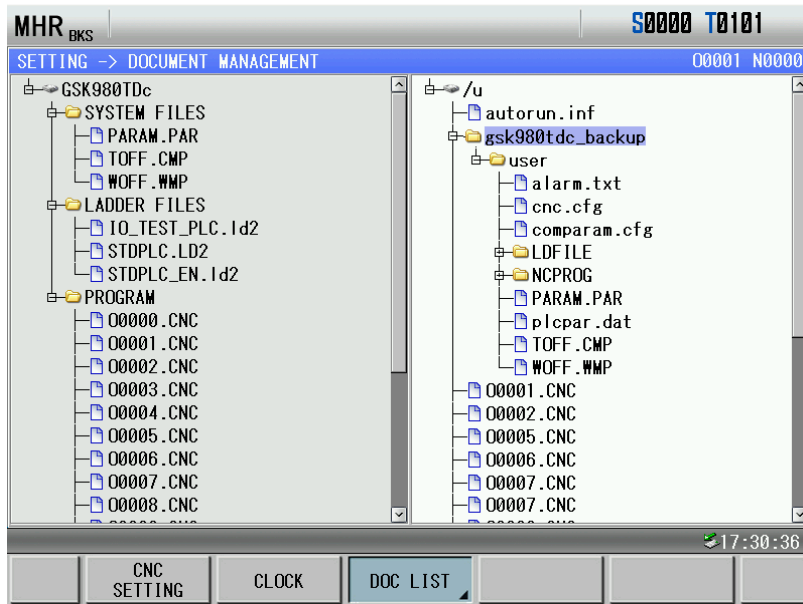 MHR BKS S0000 T0101
SETTING -> DOCUMENT MANAGEMENT O0001 N0000
GSK980TDc
SYSTEM FILES
PARAM.PAR
TOFF.CMP
WOFF.WMP
LADDER FILES
IO_TEST_PLC.ld2
STDPLC.LD2
STDPLC_EN.ld2
PROGRAM
O0000.CNC
O0001.CNC
O0002.CNC
O0003.CNC
O0004.CNC
O0005.CNC
O0006.CNC
O0007.CNC
O0008.CNC
/u
autorun.inf
gsk980tdc_backup
user
alarm.txt
cnc.cfg
comparam.cfg
LDFILE
NCPROG
PARAM.PAR
plcpar.dat
TOFF.CMP
WOFF.WMP
O0001.CNC
O0002.CNC
O0005.CNC
O0006.CNC
O0007.CNC
O0007.CNC
17:30:36
CNC
SETTING
CLOCK
DOC LIST